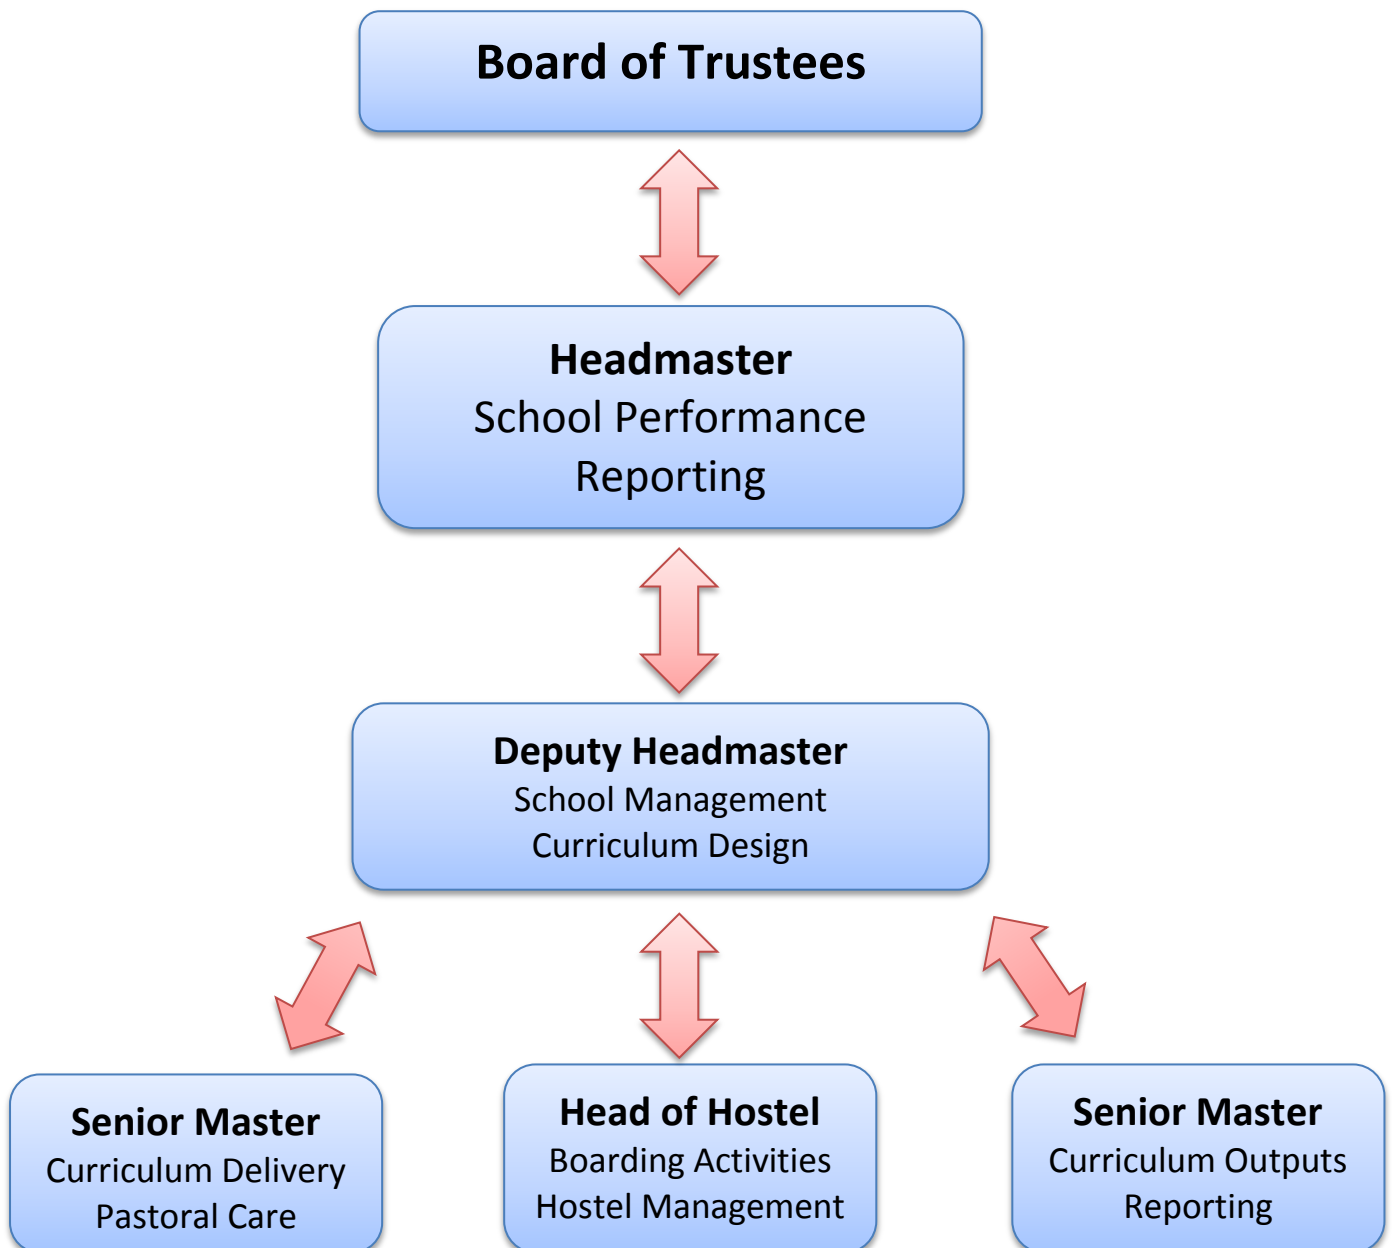 Board of Trustees
Headmaster
School Performance
Reporting
Deputy Headmaster
School Management
Curriculum Design
Senior Master
Curriculum Delivery
Pastoral Care
Head of Hostel
Boarding Activities
Hostel Management
Senior Master
Curriculum Outputs
Reporting